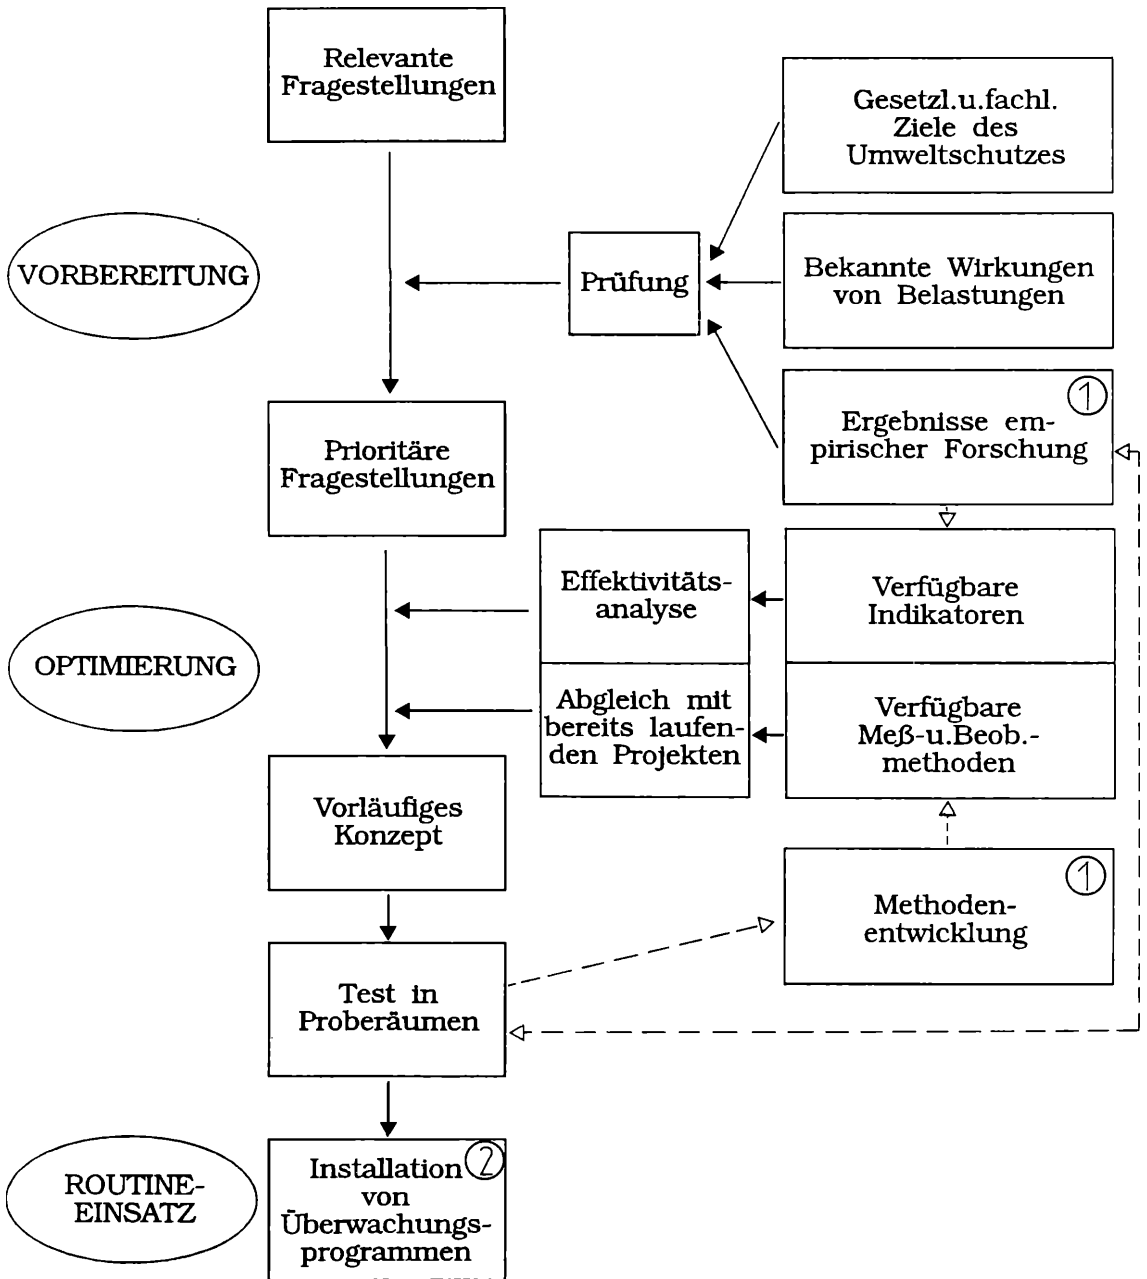 Relevante
Fragestellungen
Gesetzl.u.fachl.
Ziele des
Umweltschutzes
VORBEREITUNG
Prüfung
Bekannte Wirkungen
von Belastungen
1
Ergebnisse em-
pirischer Forschung
Prioritäre
Fragestellungen
Effektivitäts-
analyse
Verfügbare
Indikatoren
OPTIMIERUNG
Abgleich mit
bereits laufen-
den Projekten
Verfügbare
Meß-u.Beob.-
methoden
Vorläufiges
Konzept
1
Methoden-
entwicklung
Test in
Proberäumen
ROUTINE-
EINSATZ
2
Installation
von
Überwachungs-
programmen